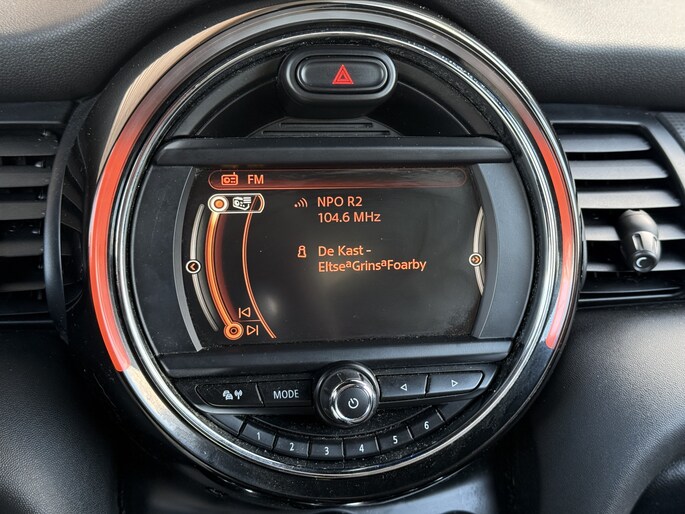 FM
NPO R2
104.6 MHz
De Kast -
EltseªGrinsªFoarby
MODE
1 2 3 4 5 6